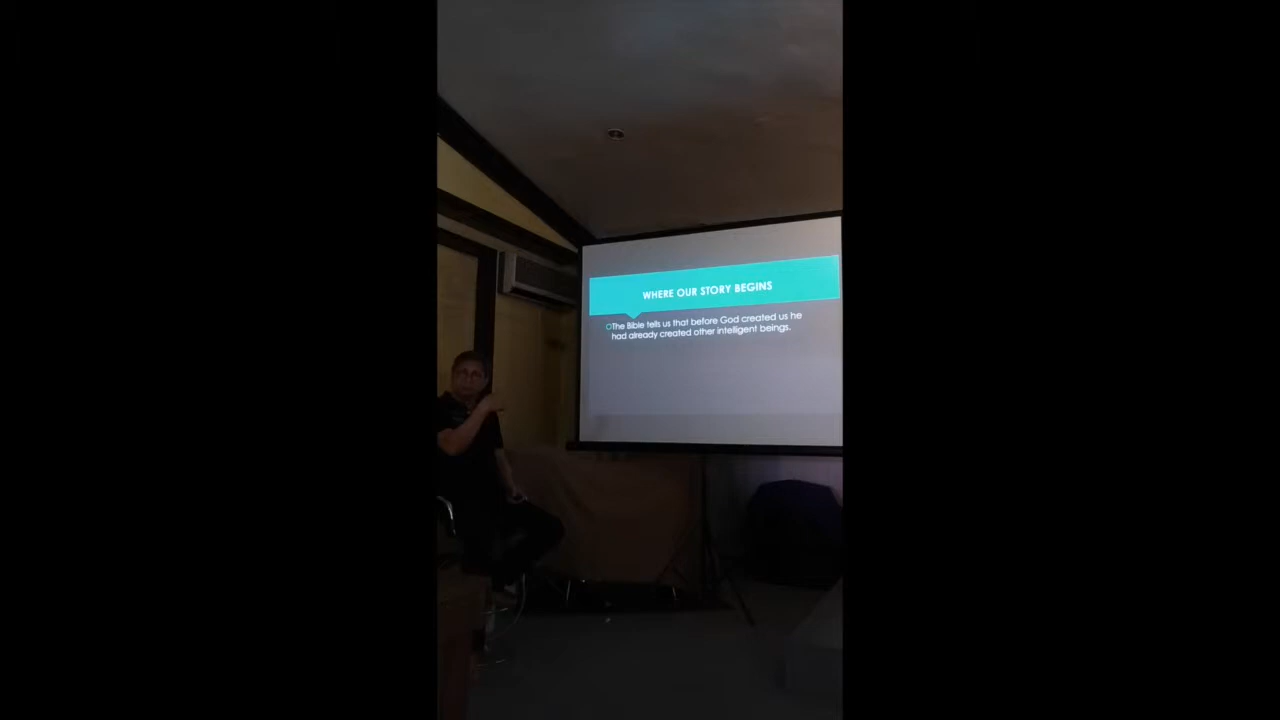 WHERE OUR STORY BEGINS
The Bible tells us that before God created us he
had already created other intelligent beings.